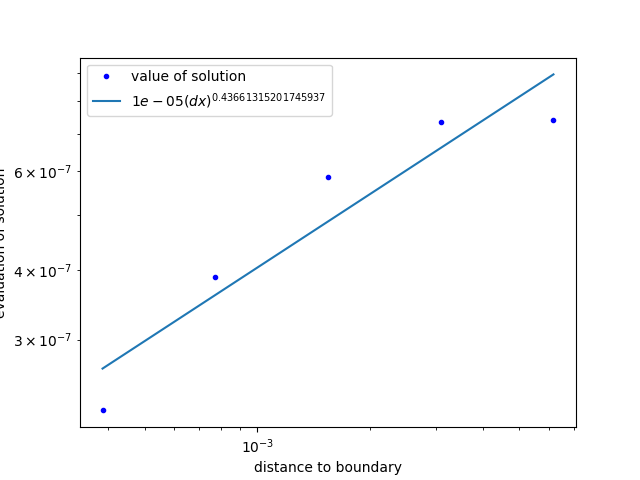 value of solution
$1e-05(dx)^{0.43661315201745937}$
6 × 10⁻⁷
4 × 10⁻⁷
3 × 10⁻⁷
evaluation of solution
10⁻³
distance to boundary